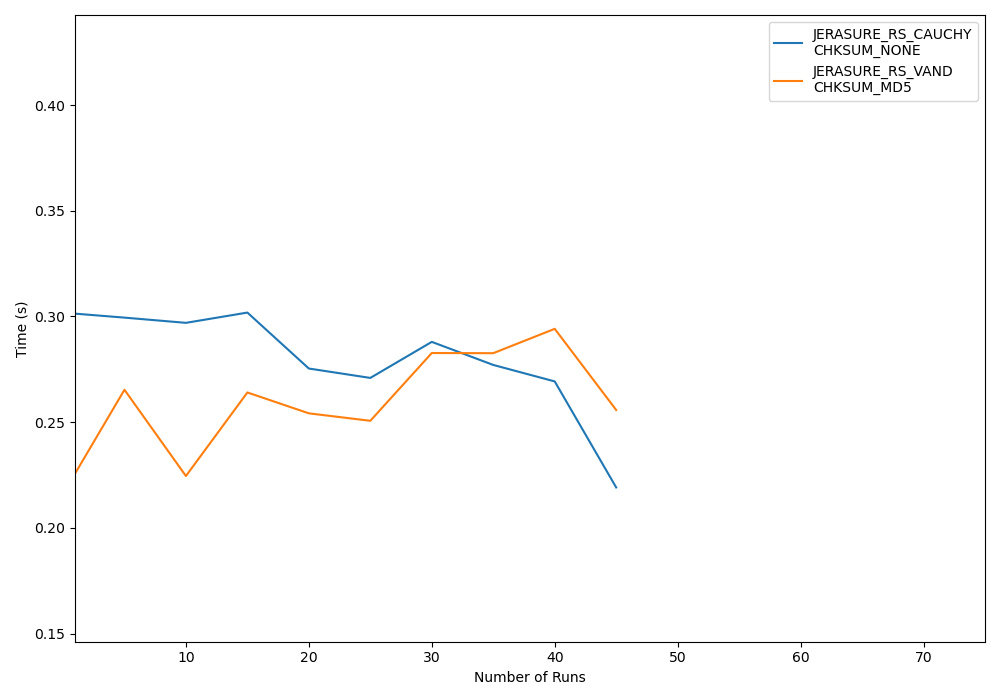 JERASURE_RS_CAUCHY
CHKSUM_NONE
JERASURE_RS_VAND
CHKSUM_MD5
0.40
0.35
0.30
0.25
0.20
0.15
Time (s)
10 20 30 40 50 60 70
Number of Runs